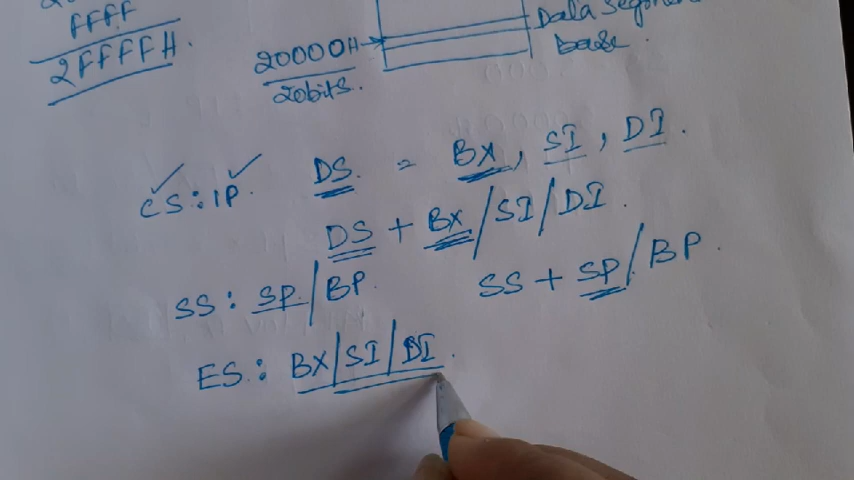 FFFF
2FFFFH.
20000H
20bits.
Data Segment
base.
CS:IP. DS. = BX, SI, DI.
DS + BX/SI/DI.
SS: SP/BP. SS + SP/BP.
ES: BX/SI/DI.